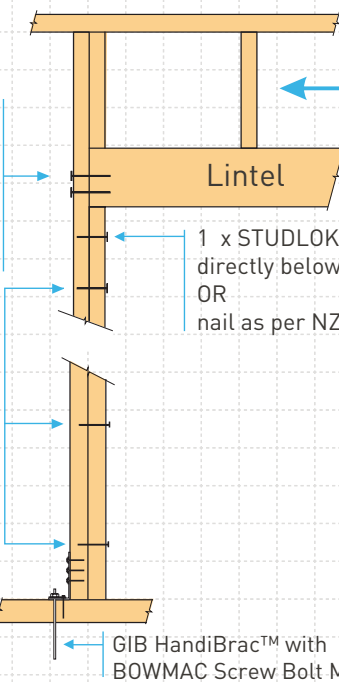 Lintel
1 x STUDLOK
directly below
OR
nail as per NZ
GIB HandiBrac™ with
BOWMAC Screw Bolt M